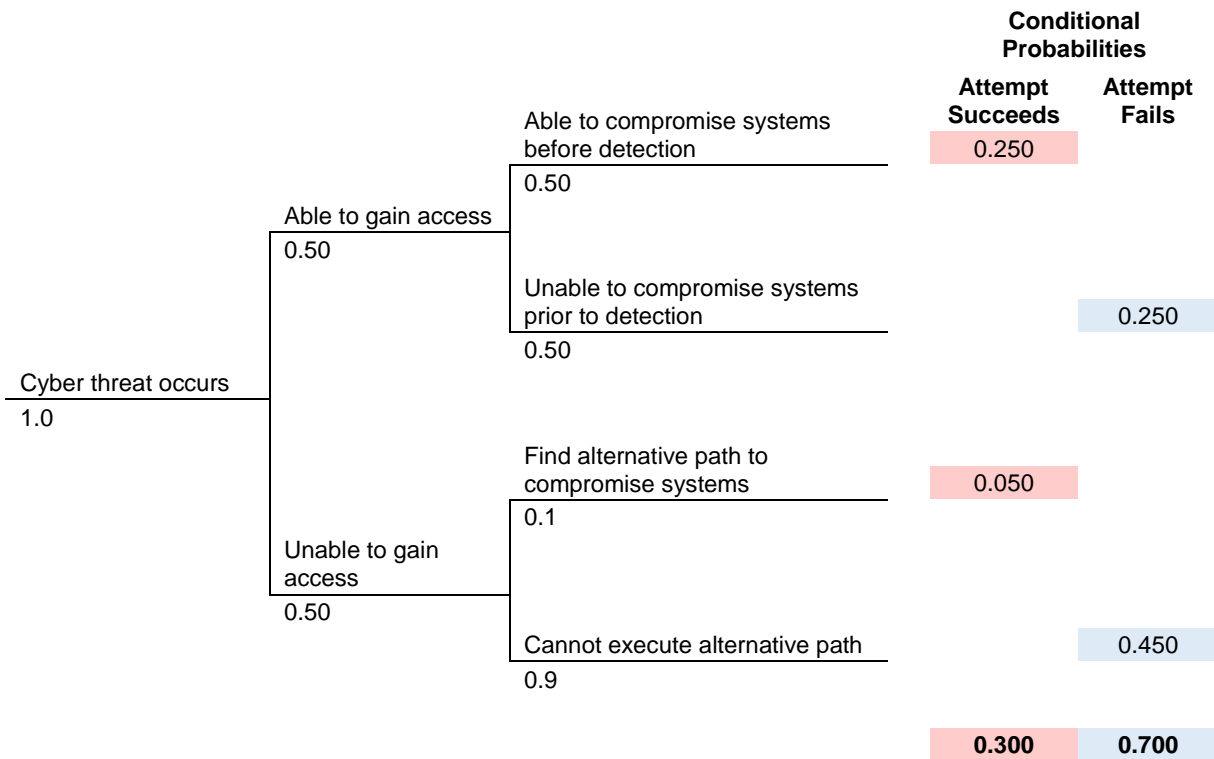 Conditional
Probabilities
Attempt
Succeeds
Attempt
Fails
Able to compromise systems
before detection
0.250
0.50
Able to gain access
0.50
Unable to compromise systems
prior to detection
0.250
0.50
Cyber threat occurs
1.0
Find alternative path to
compromise systems
0.050
0.1
Unable to gain
access
0.50
Cannot execute alternative path
0.450
0.9
0.300 0.700